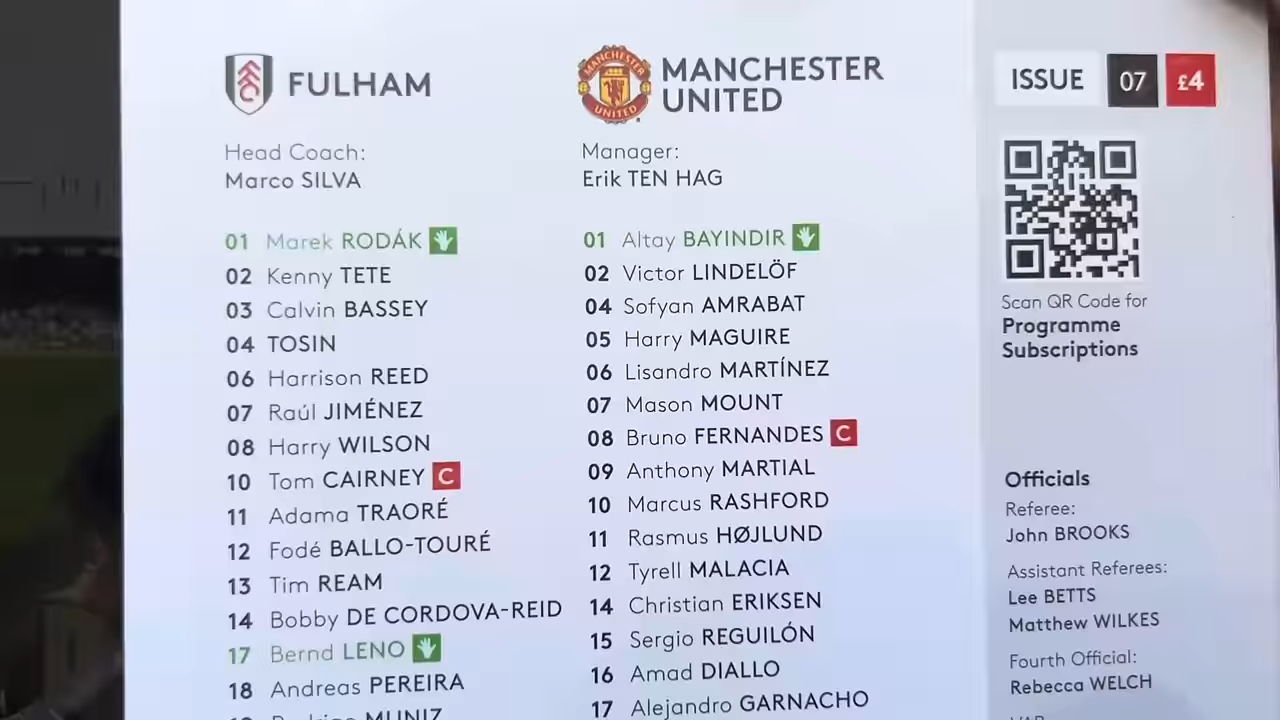 FULHAM
Head Coach:
Marco SILVA
01 Marek RODÁK
02 Kenny TETE
03 Calvin BASSEY
04 TOSIN
06 Harrison REED
07 Raúl JIMÉNEZ
08 Harry WILSON
10 Tom CAIRNEY C
11 Adama TRAORÉ
12 Fodé BALLO-TOURÉ
13 Tim REAM
14 Bobby DE CORDOVA-REID
17 Bernd LENO
18 Andreas PEREIRA
19 Rodrigo MUNIZ
MANCHESTER
UNITED
MANCHESTER
UNITED
Manager:
Erik TEN HAG
01 Altay BAYINDIR
02 Victor LINDELÖF
04 Sofyan AMRABAT
05 Harry MAGUIRE
06 Lisandro MARTÍNEZ
07 Mason MOUNT
08 Bruno FERNANDES C
09 Anthony MARTIAL
10 Marcus RASHFORD
11 Rasmus HØJLUND
12 Tyrell MALACIA
14 Christian ERIKSEN
15 Sergio REGUILÓN
16 Amad DIALLO
17 Alejandro GARNACHO
ISSUE 07 £4
Scan QR Code for
Programme
Subscriptions
Officials
Referee:
John BROOKS
Assistant Referees:
Lee BETTS
Matthew WILKES
Fourth Official:
Rebecca WELCH
VAR